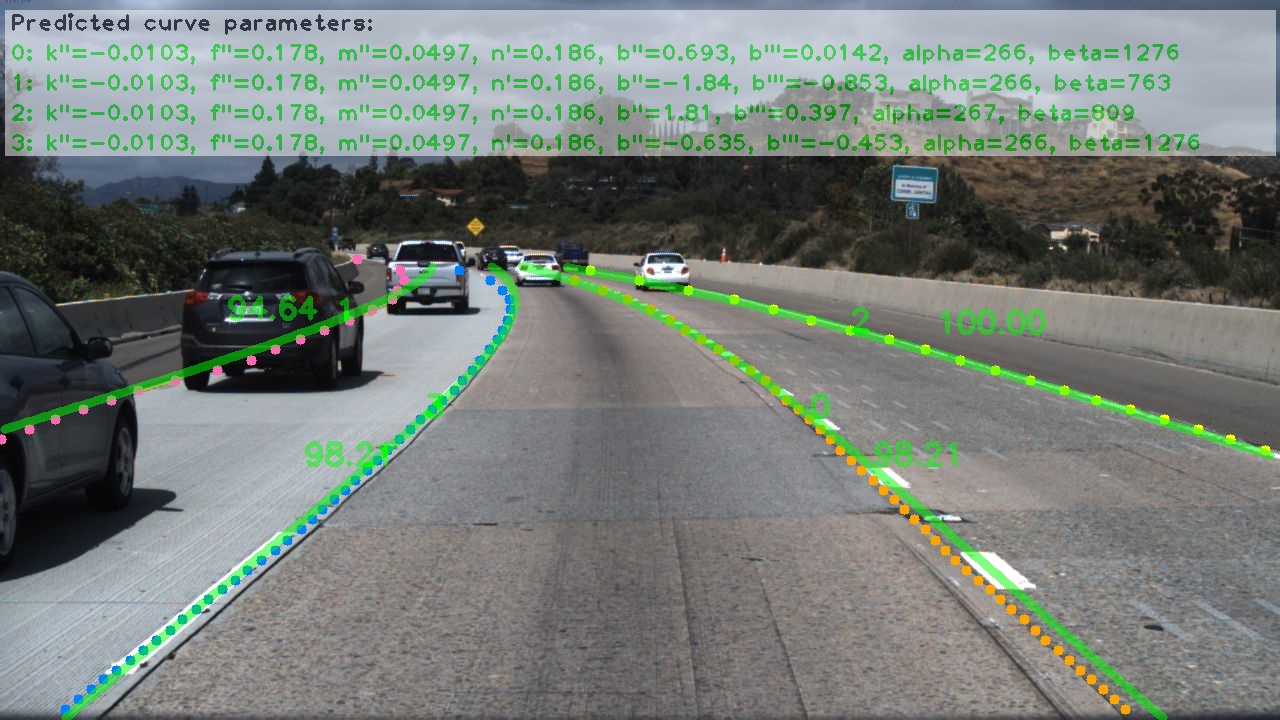 Predicted curve parameters:
0: k''=-0.0103, f''=0.178, m''=0.0497, n'=0.186, b''=0.693, b'''=0.0142, alpha=266, beta=1276
1: k''=-0.0103, f''=0.178, m''=0.0497, n'=0.186, b''=-1.84, b'''=-0.853, alpha=266, beta=763
2: k''=-0.0103, f''=0.178, m''=0.0497, n'=0.186, b''=1.81, b'''=0.397, alpha=267, beta=809
3: k''=-0.0103, f''=0.178, m''=0.0497, n'=0.186, b''=-0.635, b'''=-0.453, alpha=266, beta=1276
94.64 1
2 100.00
0
98.21
98.21